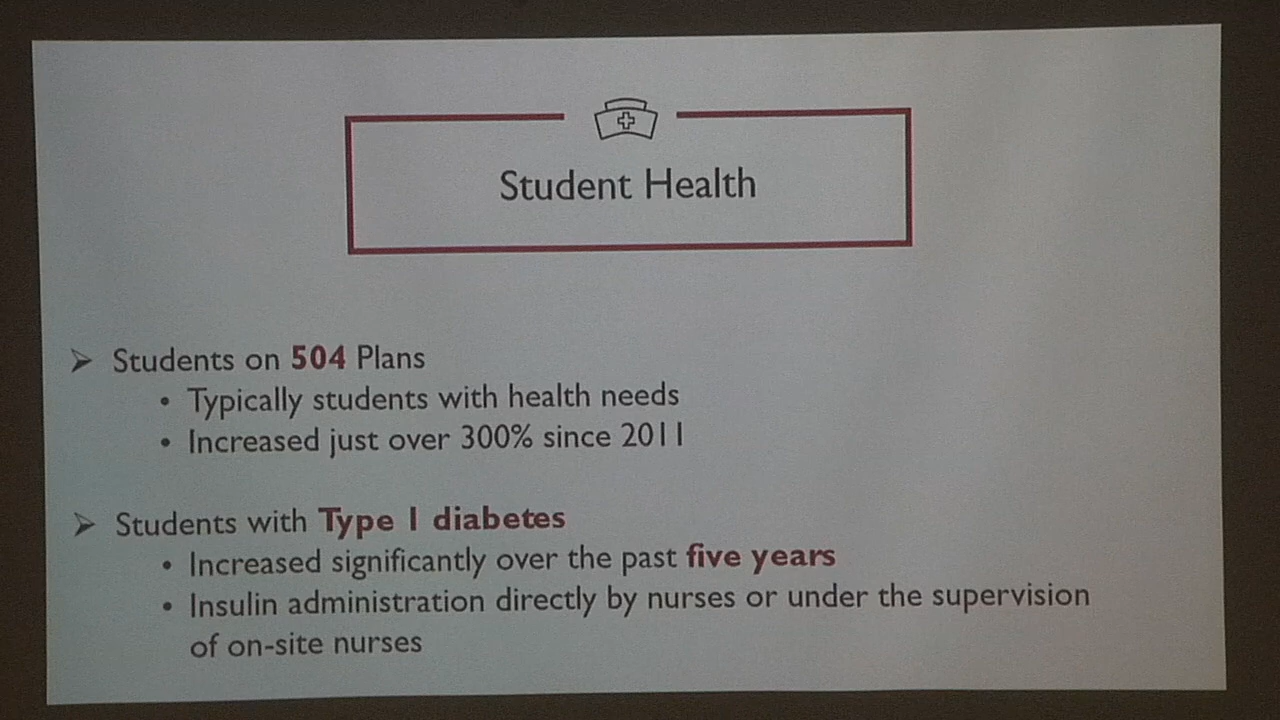 Student Health
➢ Students on 504 Plans
• Typically students with health needs
• Increased just over 300% since 2011
➢ Students with Type 1 diabetes
• Increased significantly over the past five years
• Insulin administration directly by nurses or under the supervision
of on-site nurses